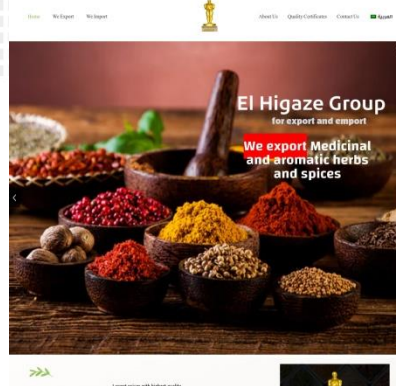 Home We Export We Import About Us Quality Certificates Contact Us العربية
El Higaze Group
for export and emport
We export Medicinal
and aromatic herbs
and spices